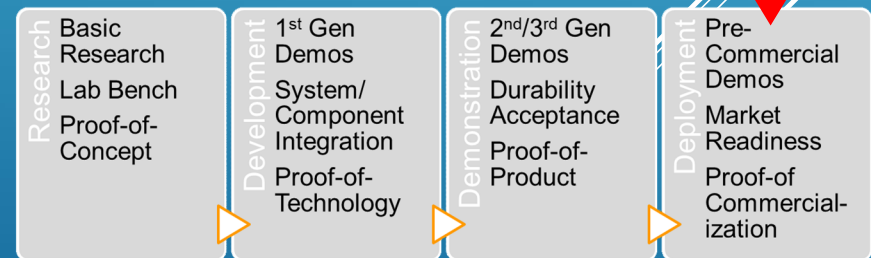 Research
Basic
Research
Lab Bench
Proof-of-
Concept
Development
1st Gen
Demos
System/
Component
Integration
Proof-of-
Technology
Demonstration
2nd/3rd Gen
Demos
Durability
Acceptance
Proof-of-
Product
Deployment
Pre-
Commercial
Demos
Market
Readiness
Proof-of
Commercial-
ization